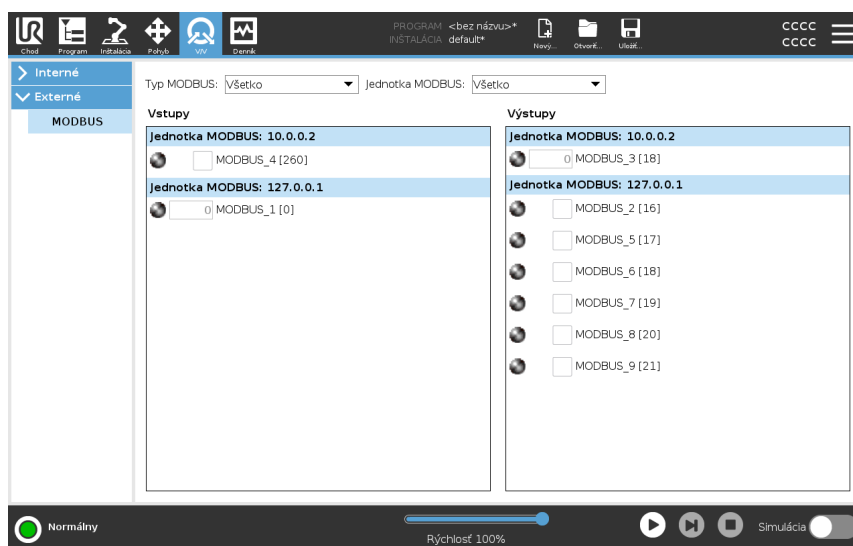 UR
Chod Program Inštalácia Pohyb V/V Denník
PROGRAM <bez názvu>*
INŠTALÁCIA default*
Nový... Otvoriť... Uložiť...
CCCC
CCCC
Interné
Externé
MODBUS
Typ MODBUS: Všetko Jednotka MODBUS: Všetko
Vstupy
Jednotka MODBUS: 10.0.0.2
MODBUS_4 [260]
Jednotka MODBUS: 127.0.0.1
0 MODBUS_1 [0]
Výstupy
Jednotka MODBUS: 10.0.0.2
0 MODBUS_3 [18]
Jednotka MODBUS: 127.0.0.1
MODBUS_2 [16]
MODBUS_5 [17]
MODBUS_6 [18]
MODBUS_7 [19]
MODBUS_8 [20]
MODBUS_9 [21]
Normálny
Rýchlosť 100%
Simulácia